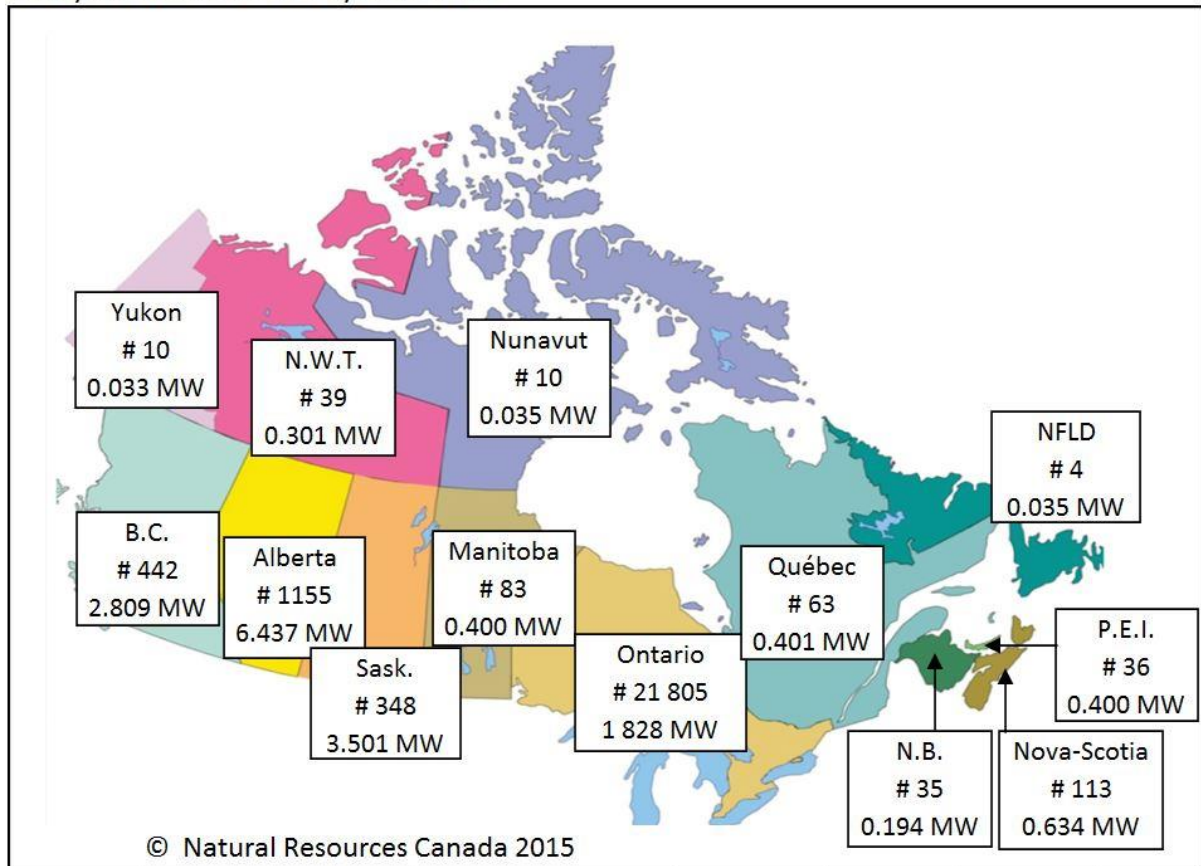 Yukon
# 10
0.033 MW
N.W.T.
# 39
0.301 MW
Nunavut
# 10
0.035 MW
NFLD
# 4
0.035 MW
B.C.
# 442
2.809 MW
Alberta
# 1155
6.437 MW
Manitoba
# 83
0.400 MW
Québec
# 63
0.401 MW
Sask.
# 348
3.501 MW
Ontario
# 21 805
1 828 MW
P.E.I.
# 36
0.400 MW
N.B.
# 35
0.194 MW
Nova-Scotia
# 113
0.634 MW
© Natural Resources Canada 2015